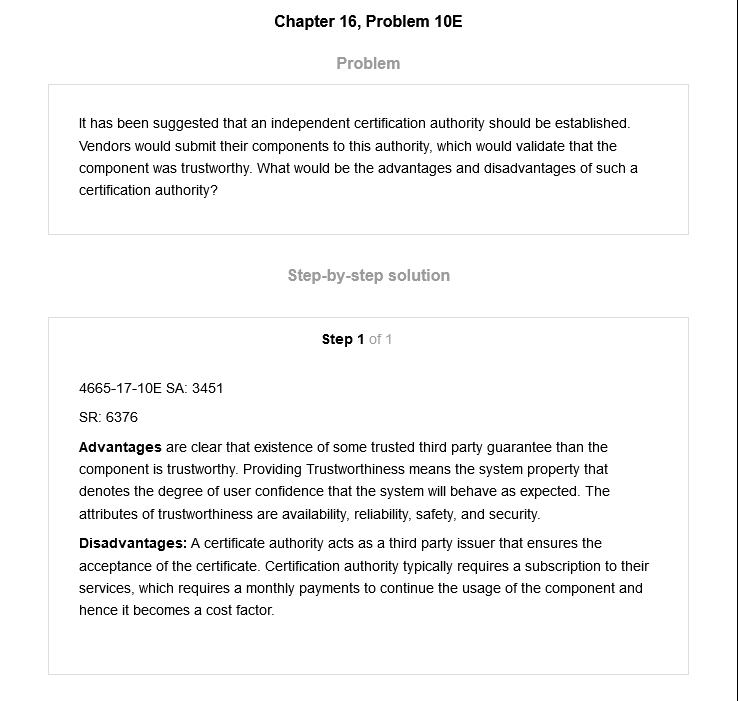 Chapter 16, Problem 10E
Problem
It has been suggested that an independent certification authority should be established.
Vendors would submit their components to this authority, which would validate that the
component was trustworthy. What would be the advantages and disadvantages of such a
certification authority?
Step-by-step solution
Step 1 of 1
4665-17-10E SA: 3451
SR: 6376
Advantages are clear that existence of some trusted third party guarantee than the
component is trustworthy. Providing Trustworthiness means the system property that
denotes the degree of user confidence that the system will behave as expected. The
attributes of trustworthiness are availability, reliability, safety, and security.
Disadvantages: A certificate authority acts as a third party issuer that ensures the
acceptance of the certificate. Certification authority typically requires a subscription to their
services, which requires a monthly payments to continue the usage of the component and
hence it becomes a cost factor.